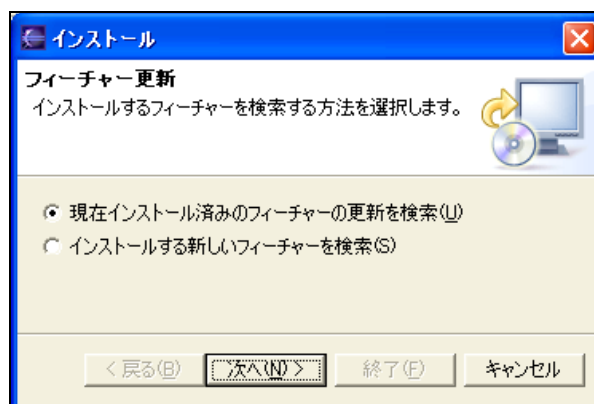 インストール
フィーチャー更新
インストールするフィーチャーを検索する方法を選択します。
現在インストール済みのフィーチャーの更新を検索(U)
インストールする新しいフィーチャーを検索(S)
< 戻る(B) 次へ(N) > 終了(F) キャンセル